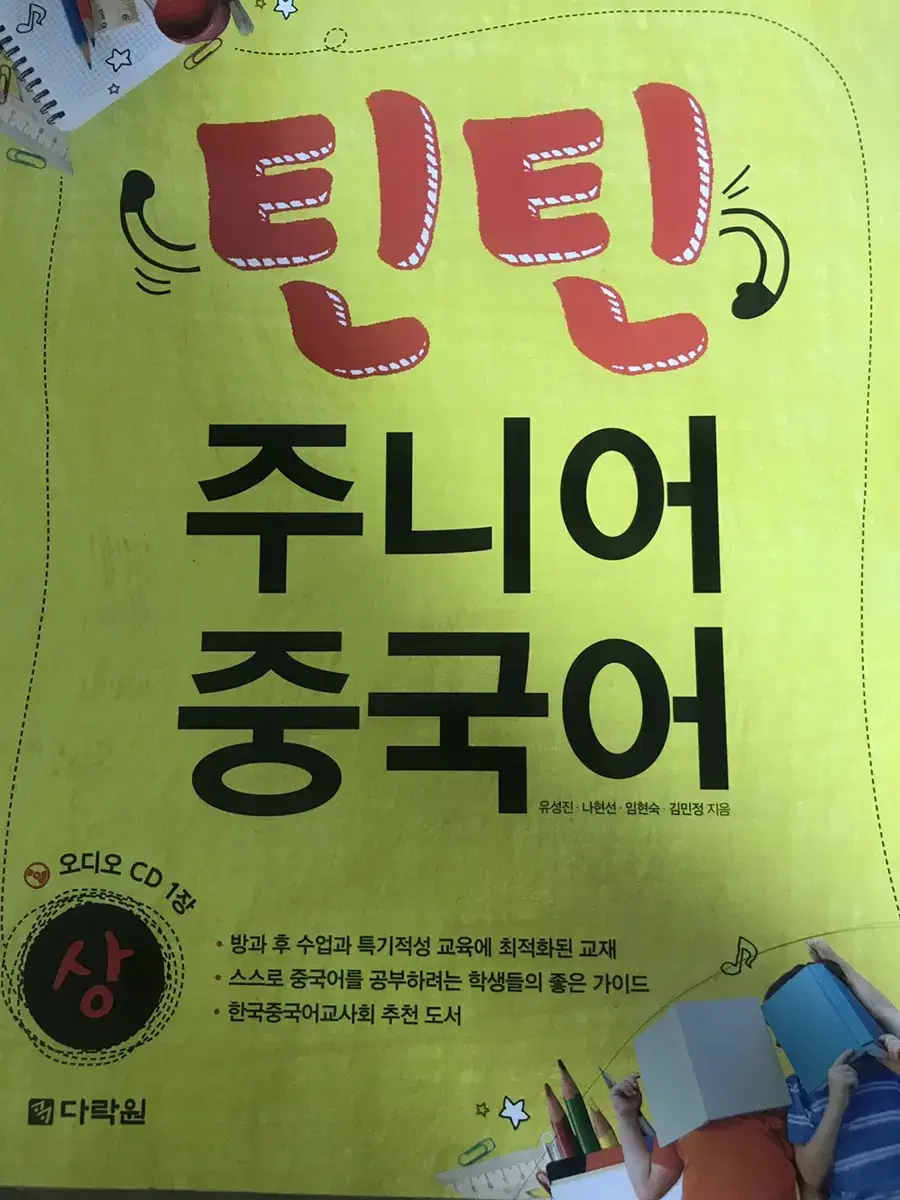 틴틴
주니어
중국어
유성진 · 나현선 · 임현숙 · 김민정 지음
오디오 CD 1장
상
• 방과 후 수업과 특기적성 교육에 최적화된 교재
• 스스로 중국어를 공부하려는 학생들의 좋은 가이드
• 한국중국어교사회 추천 도서
다락원